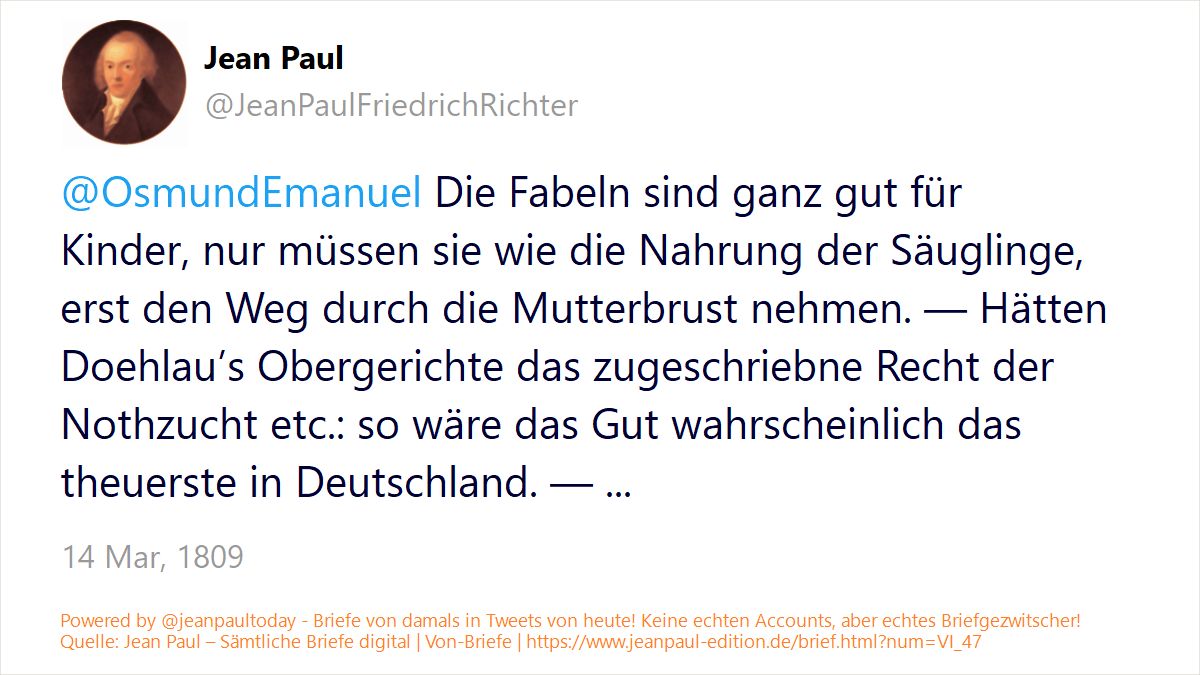 Jean Paul
@JeanPaulFriedrichRichter
@OsmundEmanuel Die Fabeln sind ganz gut für
Kinder, nur müssen sie wie die Nahrung der Säuglinge,
erst den Weg durch die Mutterbrust nehmen. — Hätten
Doehlau’s Obergerichte das zugeschriebne Recht der
Nothzucht etc.: so wäre das Gut wahrscheinlich das
theuerste in Deutschland. — ...
14 Mar, 1809
Powered by @jeanpaultoday - Briefe von damals in Tweets von heute! Keine echten Accounts, aber echtes Briefgezwitscher!
Quelle: Jean Paul – Sämtliche Briefe digital | Von-Briefe | https://www.jeanpaul-edition.de/brief.html?num=VI_47